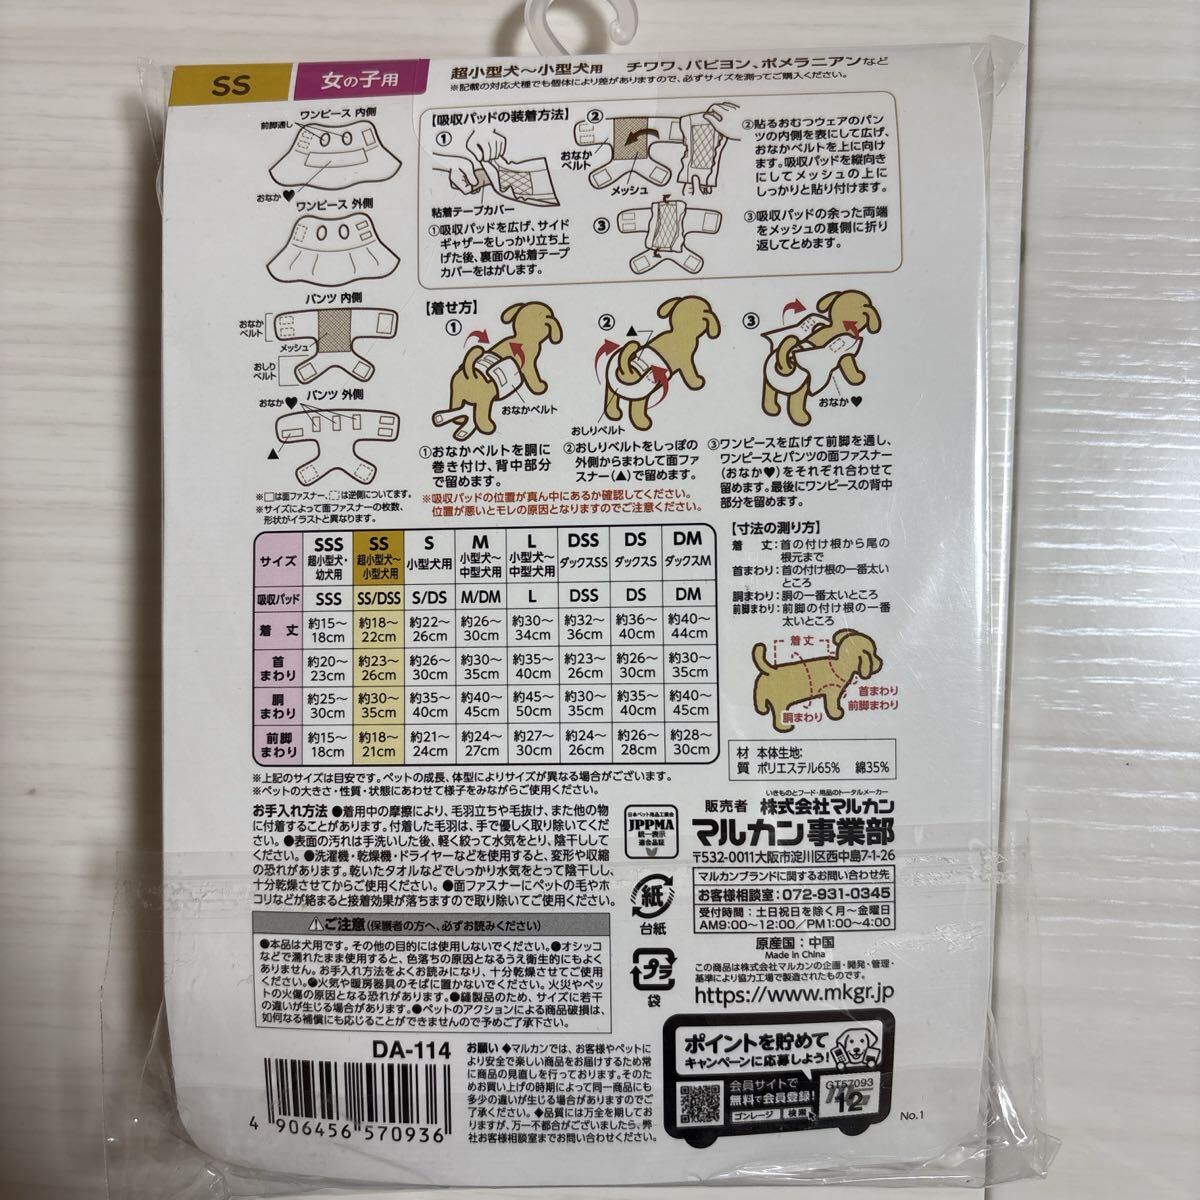 SS
女の子用
超小型犬～小型犬用 チワワ、パピヨン、ポメラニアンなど
※記載の対応犬種でも個体により差がありますので、必ずサイズを測ってご購入ください。
ワンピース 内側
前脚通し
おなか♥
ワンピース 外側
パンツ 内側
おなか
ベルト
メッシュ
おしり
ベルト
パンツ 外側
おなか♥
▲
※□は面ファスナー、□は逆側についてます。
※サイズによって面ファスナーの枚数、
形状がイラストと異なります。
【吸収パッドの装着方法】
①
粘着テープカバー
①吸収パッドを広げ、サイド
ギャザーをしっかり立ち上
げた後、裏面の粘着テープ
カバーをはがします。
②
おなか
ベルト
メッシュ
③
②貼るおむつウェアのパン
ツの内側を表にして広げ、
おなかベルトを上に向け
ます。吸収パッドを縦向き
にしてメッシュの上に
しっかりと貼り付けます。
③吸収パッドの余った両端
をメッシュの裏側に折り
返してとめます。
【着せ方】
①
おなかベルト
②
▲
おしりベルト
③
おなか♥
①おなかベルトを胴に
巻き付け、背中部分
で留めます。
②おしりベルトをしっぽの
外側からまわして面ファ
スナー(▲)で留めます。
③ワンピースを広げて前脚を通し、
ワンピースとパンツの面ファスナー
(おなか♥)をそれぞれ合わせて
留めます。最後にワンピースの背中
部分を留めます。
※吸収パッドの位置が真ん中にあるか確認してください。
位置が悪いとモレの原因となりますのでご注意ください。
サイズ SSS 超小型犬・幼犬用 SS 超小型犬～小型犬用 S 小型犬用 M 小型犬～中型犬用 L 小型犬～中型犬用 DSS ダックスSS DS ダックスS DM ダックスM
吸収パッド SSS SS/DSS S/DS M/DM L DSS DS DM
着丈 約15～18cm 約18～22cm 約22～26cm 約26～30cm 約30～34cm 約32～36cm 約36～40cm 約40～44cm
首まわり 約20～23cm 約23～26cm 約26～30cm 約30～35cm 約35～40cm 約23～26cm 約26～30cm 約30～35cm
胴まわり 約25～30cm 約30～35cm 約35～40cm 約40～45cm 約45～50cm 約30～35cm 約35～40cm 約40～45cm
前脚まわり 約15～18cm 約18～21cm 約21～24cm 約24～27cm 約27～30cm 約24～26cm 約26～28cm 約28～30cm
※上記のサイズは目安です。ペットの成長、体型によりサイズが異なる場合がございます。
※ペットの大きさ・性質・状態にあわせて様子をみながらご使用ください。
【寸法の測り方】
着 丈：首の付け根から尾の
根元まで
首まわり：首の付け根の一番太い
ところ
胴まわり：胴の一番太いところ
前脚まわり：前脚の付け根の一番
太いところ
着丈
首まわり
前脚まわり
胴まわり
材質 本体生地：
ポリエステル65% 綿35%
お手入れ方法 ●着用中の摩擦により、毛羽立ちや毛抜け、また他の物
に付着することがあります。付着した毛羽は、手で優しく取り除いてくだ
さい。●表面の汚れは手洗いした後、軽く絞って水気をとり、陰干しし
てください。●洗濯機・乾燥機・ドライヤーなどを使用すると、変形や収縮
の恐れがあります。乾いたタオルなどでしっかり水気をとって陰干しし、
十分乾燥させてからご使用ください。●面ファスナーにペットの毛やホ
コリなどが絡まると接着効果が落ちますので取り除いてご使用ください。
⚠ご注意(保護者の方へ、必ずお読みください)
●本品は犬用です。その他の目的には使用しないでください。●オシッコ
などで濡れたまま使用すると、色落ちの原因となるうえ衛生的にもよく
ありません。お手入れ方法をよくお読みになり、十分乾燥させてご使用
ください。●火気や暖房器具のそばに置かないでください。火災やペット
の火傷の原因となる恐れがあります。●縫製品のため、サイズに若干
の違いが生じる場合があります。●ペットのアクションによる商品破損は、
如何なる補償にも応じることができませんので予めご了承下さい。
日本ペット用品工業会
JPPMA
統一表示
適合品証
紙
台紙
プラ
袋
いきものとフード・用品のトータルメーカー
販売者 株式会社マルカン
マルカン事業部
〒532-0011大阪市淀川区西中島7-1-26
マルカンブランドに関するお問い合わせ先
お客様相談室：072-931-0345
受付時間：土日祝日を除く月～金曜日
AM9:00～12:00/PM1:00～4:00
原産国：中国
Made in China
この商品は株式会社マルカンの企画・開発・管理・
基準により協力工場で製造されたものです。
https://www.mkgr.jp
DA-114
4 906456 570936
お願い ◆マルカンでは、お客様やペットに
より安全で楽しい商品をお届けするため常
に商品の見直しを行っております。そのた
めお買い上げの時期によって同一商品にも
多少の違いが生じる場合がありますがご
了承ください。◆品質には万全を期してお
りますが、万一不都合がございましたら、弊
社お客様相談室までお問い合わせください。
ポイントを貯めて
キャンペーンに応募しよう!
会員サイトで
無料で会員登録!
ゴンレージ 検索
GT57093
12
No.1